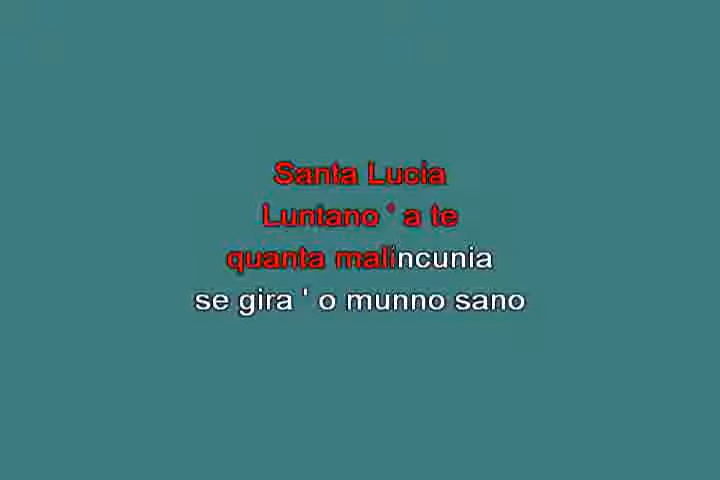 Santa Lucia
Luntano ' a te
quanta malincunia
se gira ' o munno sano